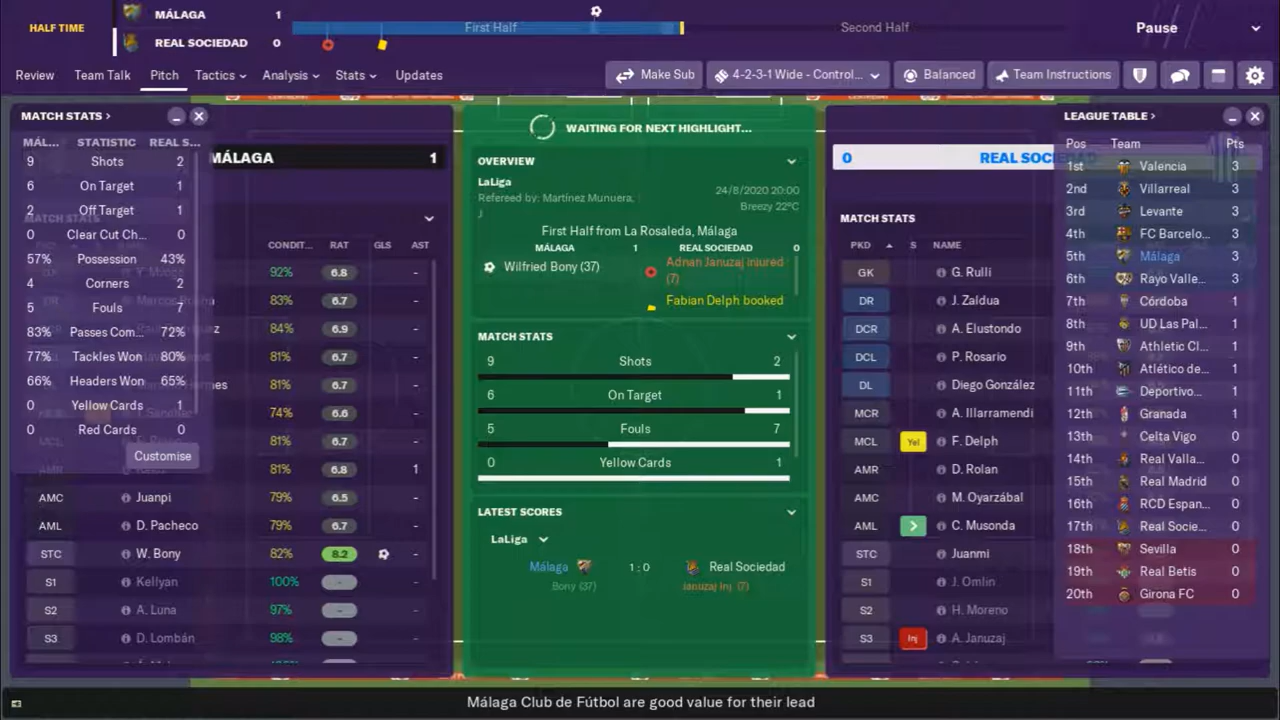 HALF TIME
MÁLAGA 1
REAL SOCIEDAD 0
First Half
Second Half
Pause
Review Team Talk Pitch Tactics Analysis Stats Updates
Make Sub 4-2-3-1 Wide - Control... Balanced Team Instructions
MATCH STATS >
MÁL... STATISTIC REAL S...
9 Shots 2
6 On Target 1
2 Off Target 1
0 Clear Cut Ch... 0
57% Possession 43%
4 Corners 2
5 Fouls 7
83% Passes Com... 72%
77% Tackles Won 80%
66% Headers Won 65%
0 Yellow Cards 1
0 Red Cards 0
Customise
MÁLAGA 1
MATCH STATS
CONDIT... RAT GLS AST
92% 6.8 -
83% 6.7 -
84% 6.9 -
81% 6.7 -
81% 6.7 -
74% 6.6 -
81% 6.7 -
81% 6.8 - 1
AMC Juanpi 79% 6.5 - -
AML D. Pacheco 79% 6.7 - -
STC W. Bony 82% 8.2 -
S1 Kellyan 100% - - -
S2 A. Luna 97% - - -
S3 D. Lombán 98% - - -
WAITING FOR NEXT HIGHLIGHT...
OVERVIEW
LaLiga
Refereed by: Martínez Munuera, J
24/8/2020 20:00
Breezy 22°C
First Half from La Rosaleda, Málaga
MÁLAGA 1 REAL SOCIEDAD 0
Wilfried Bony (37)
Adnan Januzaj injured (7)
Fabian Delph booked
MATCH STATS
9 Shots 2
6 On Target 1
5 Fouls 7
0 Yellow Cards 1
LATEST SCORES
LaLiga
Málaga 1 : 0 Real Sociedad
Bony (37) Januzaj Inj. (7)
0 REAL SOCIEDAD
MATCH STATS
PKD S NAME
GK G. Rulli
DR J. Zaldua
DCR A. Elustondo
DCL P. Rosario
DL Diego González
MCR A. Illarramendi
MCL Yel F. Delph
AMR D. Rolan
AMC M. Oyarzábal
AML C. Musonda
STC Juanmi
S1 J. Omlin
S2 H. Moreno
S3 Inj A. Januzaj
LEAGUE TABLE >
Pos Team Pts
1st Valencia 3
2nd Villarreal 3
3rd Levante 3
4th FC Barcelo... 3
5th Málaga 3
6th Rayo Valle... 3
7th Córdoba 1
8th UD Las Pal... 1
9th Athletic Cl... 1
10th Atlético de... 1
11th Deportivo... 1
12th Granada 1
13th Celta Vigo 0
14th Real Valla... 0
15th Real Madrid 0
16th RCD Espan... 0
17th Real Socie... 0
18th Sevilla 0
19th Real Betis 0
20th Girona FC 0
Málaga Club de Fútbol are good value for their lead